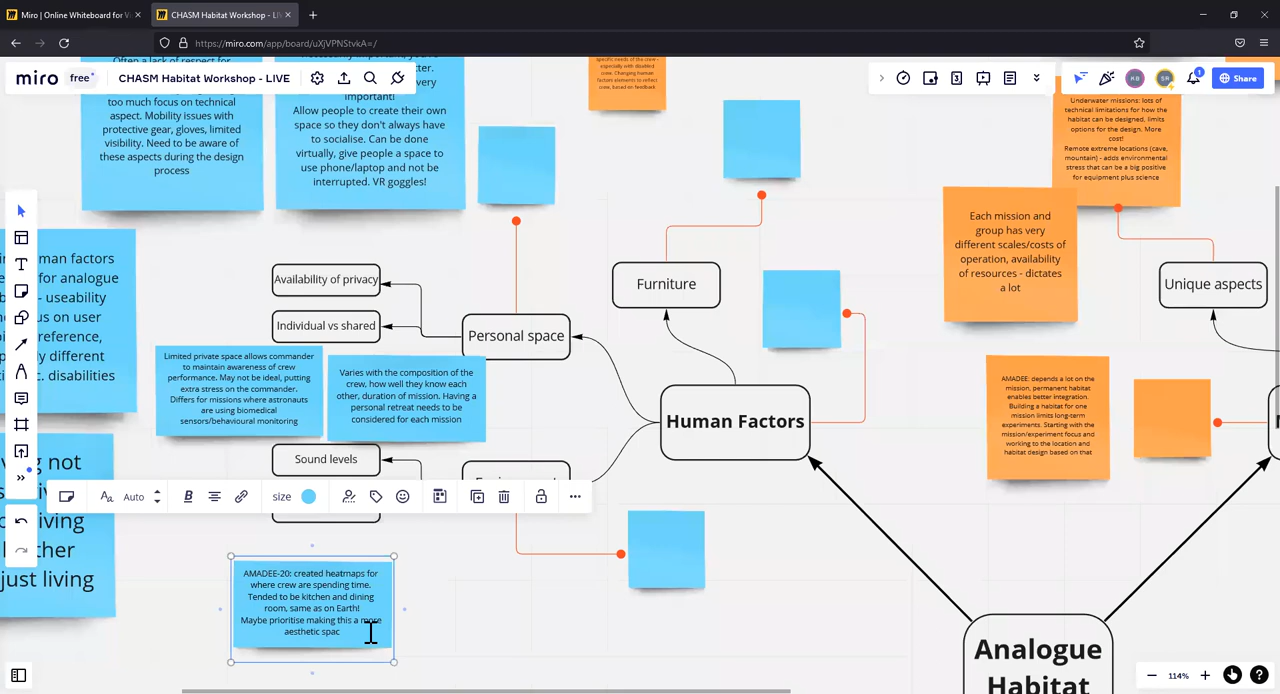 Miro | Online Whiteboard for V
CHASM Habitat Workshop - LI
https://miro.com/app/board/uXjVPNStvkA=/
miro free
CHASM Habitat Workshop - LIVE
3
HB
SR
1
Share
Often a lack of respect for
too much focus on technical
aspect. Mobility issues with
protective gear, gloves, limited
visibility. Need to be aware of
these aspects during the design
process
important!
Allow people to create their own
space so they don't always have
to socialise. Can be done
virtually, give people a space to
use phone/laptop and not be
interrupted. VR goggles!
specific needs of the crew -
especially with disabled
crew. Changing human
factors elements to collect
crew, based on feedback
Underwater missions: lots of
technical limitations for how the
habitat can be designed, limits
options for the design. More
cost!
Remote extreme locations (cave,
mountain) - adds environmental
stress that can be a big positive
for equipment plus science
Each mission and
group has very
different scales/costs of
operation, availability
of resources - dictates
a lot
Unique aspects
Furniture
Availability of privacy
Individual vs shared
Personal space
human factors
for analogue
- useability
us on user
preference,
different
disabilities
Limited private space allows commander
to maintain awareness of crew
performance. May not be ideal, putting
extra stress on the commander.
Differs for missions where astronauts
are using biomedical
sensors/behavioural monitoring
Varies with the composition of the
crew, how well they know each
other, duration of mission. Having a
personal retreat needs to be
considered for each mission
Human Factors
AMADEE: depends a lot on the
mission, permanent habitat
enables better integration.
Building a habitat for one
mission limits long-term
experiments. Starting with the
mission/experiment focus and
working to the location and
habitat design based on that
Sound levels
Auto
B
size
not
just living
AMADEE-20: created heatmaps for
where crew are spending time.
Tended to be kitchen and dining
room, same as on Earth!
Maybe prioritise making this a more
aesthetic spac
Analogue
Habitat
114%